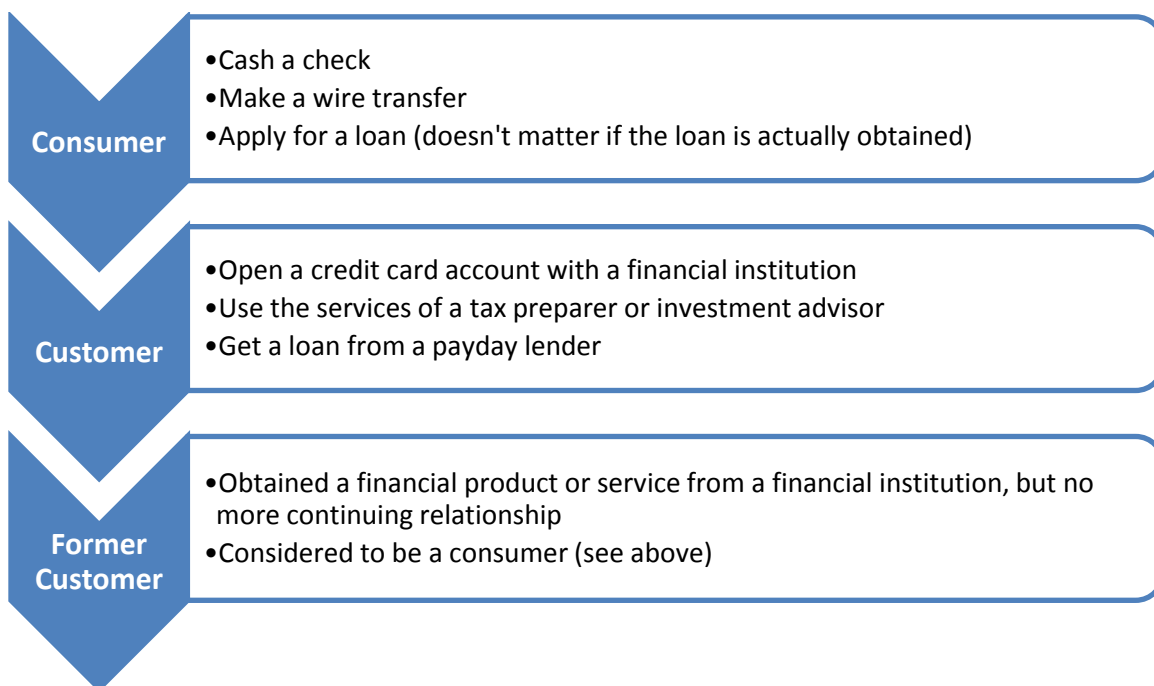 Consumer
•Cash a check
•Make a wire transfer
•Apply for a loan (doesn't matter if the loan is actually obtained)
Customer
•Open a credit card account with a financial institution
•Use the services of a tax preparer or investment advisor
•Get a loan from a payday lender
Former
Customer
•Obtained a financial product or service from a financial institution, but no
more continuing relationship
•Considered to be a consumer (see above)